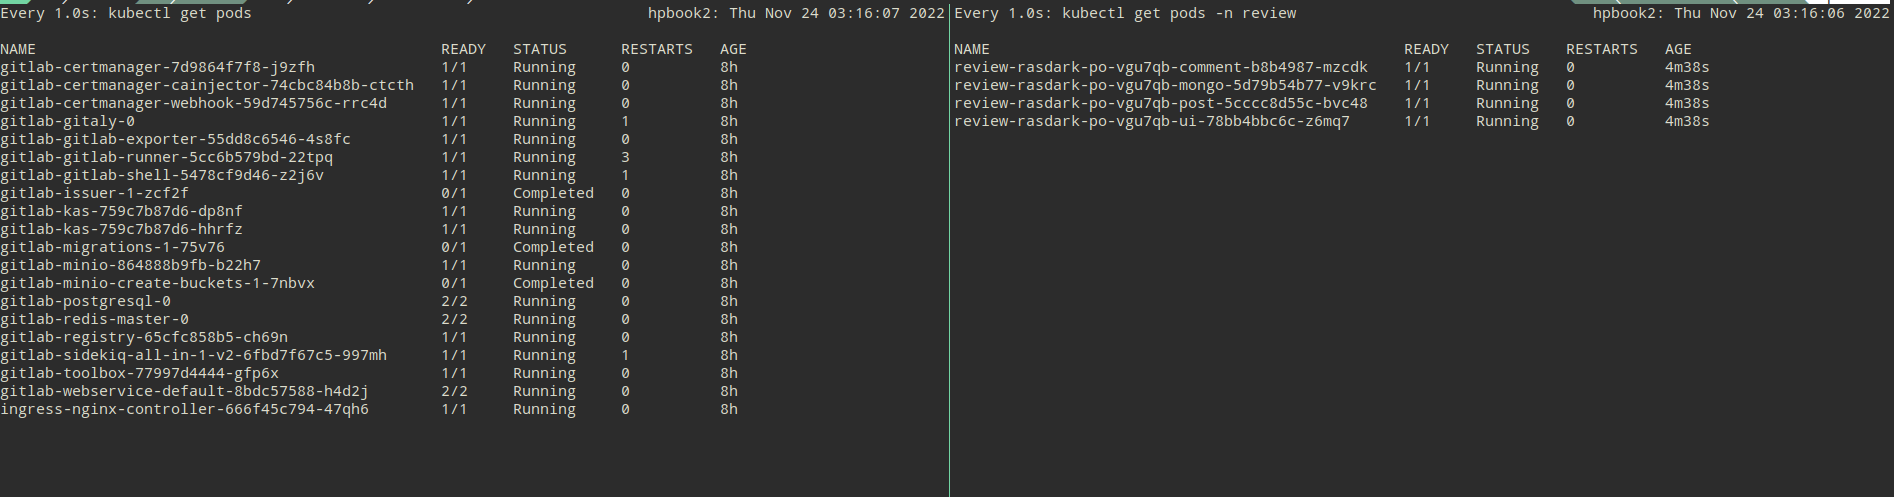 Every 1.0s: kubectl get pods hpbook2: Thu Nov 24 03:16:07 2022
NAME READY STATUS RESTARTS AGE
gitlab-certmanager-7d9864f7f8-j9zfh 1/1 Running 0 8h
gitlab-certmanager-cainjector-74cbc84b8b-ctcth 1/1 Running 0 8h
gitlab-certmanager-webhook-59d745756c-rrc4d 1/1 Running 0 8h
gitlab-gitaly-0 1/1 Running 1 8h
gitlab-gitlab-exporter-55dd8c6546-4s8fc 1/1 Running 0 8h
gitlab-gitlab-runner-5cc6b579bd-22tpq 1/1 Running 3 8h
gitlab-gitlab-shell-5478cf9d46-z2j6v 1/1 Running 1 8h
gitlab-issuer-1-zcf2f 0/1 Completed 0 8h
gitlab-kas-759c7b87d6-dp8nf 1/1 Running 0 8h
gitlab-kas-759c7b87d6-hhrfz 1/1 Running 0 8h
gitlab-migrations-1-75v76 0/1 Completed 0 8h
gitlab-minio-864888b9fb-b22h7 1/1 Running 0 8h
gitlab-minio-create-buckets-1-7nbvx 0/1 Completed 0 8h
gitlab-postgresql-0 2/2 Running 0 8h
gitlab-redis-master-0 2/2 Running 0 8h
gitlab-registry-65cfc858b5-ch69n 1/1 Running 0 8h
gitlab-sidekiq-all-in-1-v2-6fbd7f67c5-997mh 1/1 Running 1 8h
gitlab-toolbox-77997d4444-gfp6x 1/1 Running 0 8h
gitlab-webservice-default-8bdc57588-h4d2j 2/2 Running 0 8h
ingress-nginx-controller-666f45c794-47qh6 1/1 Running 0 8h
Every 1.0s: kubectl get pods -n review hpbook2: Thu Nov 24 03:16:06 2022
NAME READY STATUS RESTARTS AGE
review-rasdark-po-vgu7qb-comment-b8b4987-mzcdk 1/1 Running 0 4m38s
review-rasdark-po-vgu7qb-mongo-5d79b54b77-v9krc 1/1 Running 0 4m38s
review-rasdark-po-vgu7qb-post-5cccc8d55c-bvc48 1/1 Running 0 4m38s
review-rasdark-po-vgu7qb-ui-78bb4bbc6c-z6mq7 1/1 Running 0 4m38s